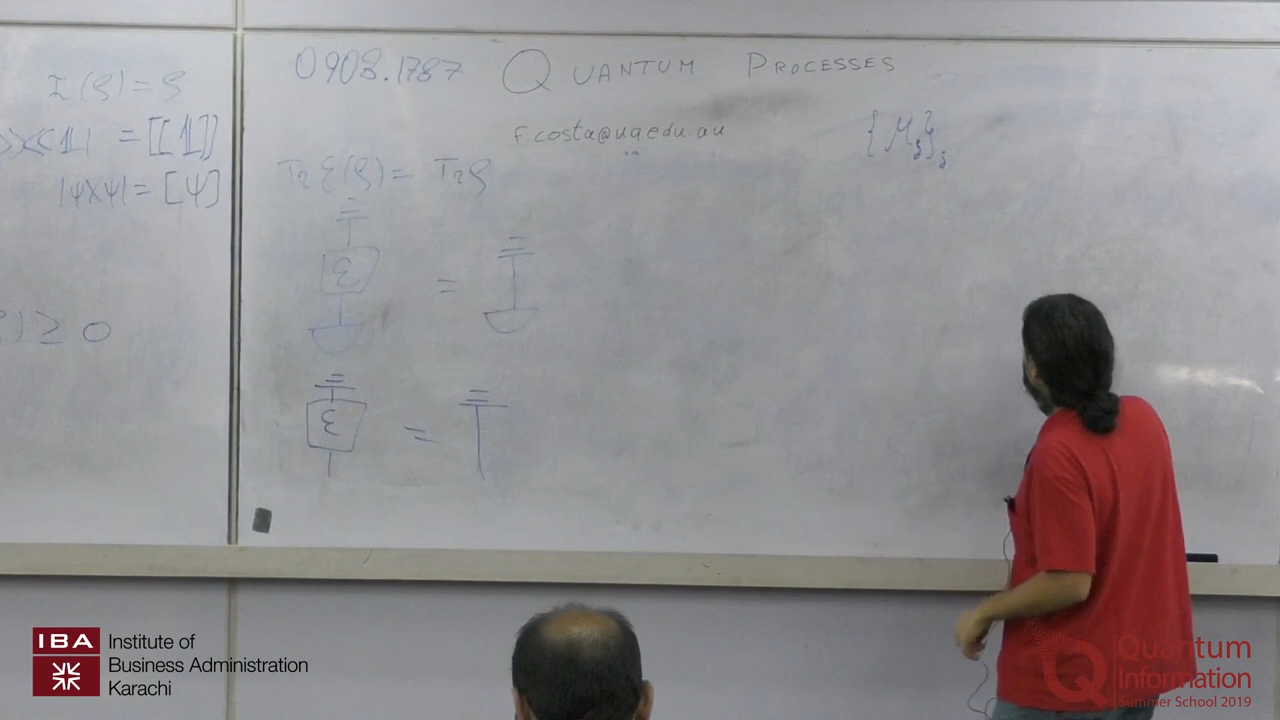 I(ρ) = ρ
⟩⟩⟨⟨1| = [[1]]
|ψ⟩⟨ψ| = [ψ]
) ≥ 0
0908.1787 QUANTUM PROCESSES
f.costa@uq.edu.au
{M_j}_j
Tr ℰ(ρ) = Tr ρ
ℰ
=
ℰ
=
IBA Institute of
Business Administration
Karachi
Quantum
Information
Summer School 2019